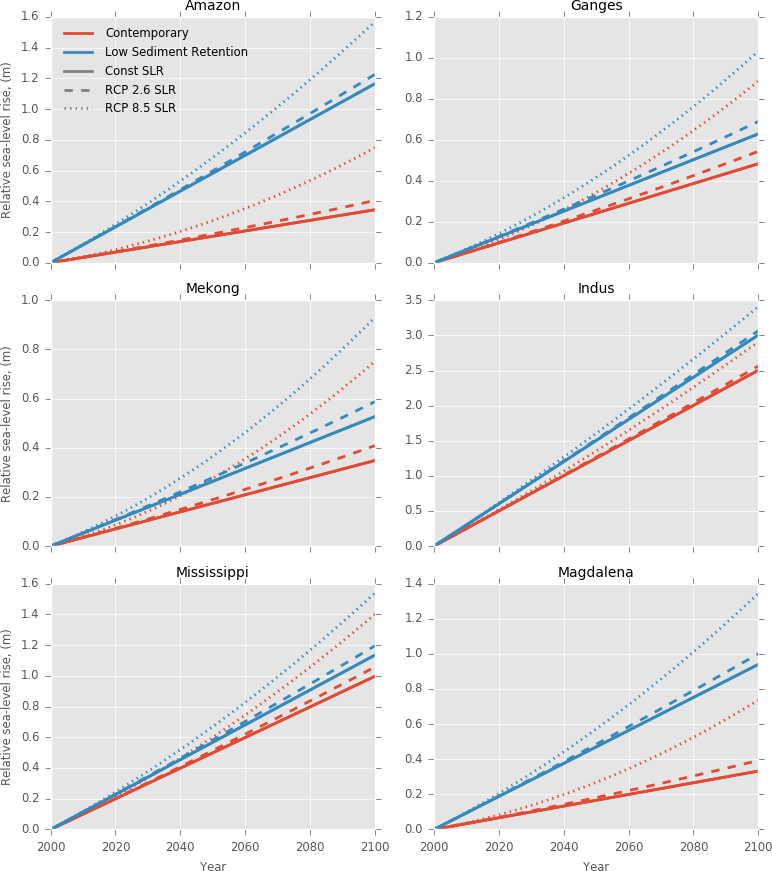 Amazon
Ganges
1.6
1.4
1.2
1.0
0.8
0.6
0.4
0.2
0.0
Relative sea-level rise, (m)
Contemporary
Low Sediment Retention
Const SLR
RCP 2.6 SLR
RCP 8.5 SLR
1.2
1.0
0.8
0.6
0.4
0.2
0.0
Mekong
Indus
1.0
0.8
0.6
0.4
0.2
0.0
Relative sea-level rise, (m)
3.5
3.0
2.5
2.0
1.5
1.0
0.5
0.0
Mississippi
Magdalena
1.6
1.4
1.2
1.0
0.8
0.6
0.4
0.2
0.0
Relative sea-level rise, (m)
2000 2020 2040 2060 2080 2100
Year
1.4
1.2
1.0
0.8
0.6
0.4
0.2
0.0
2000 2020 2040 2060 2080 2100
Year